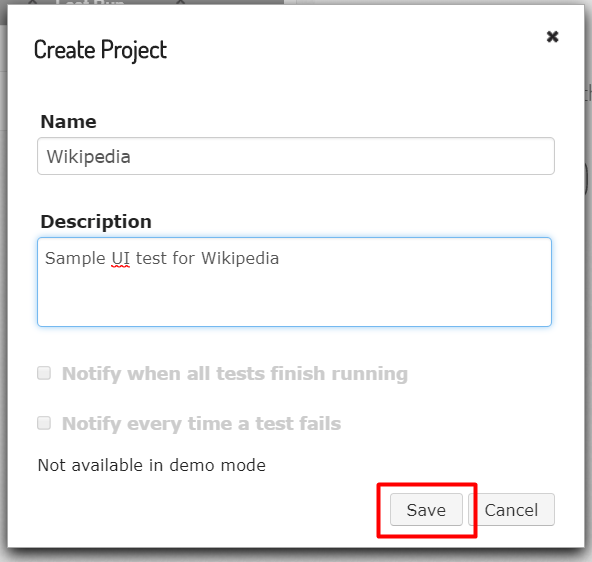 Create Project
Name
Wikipedia
Description
Sample UI test for Wikipedia
Notify when all tests finish running
Notify every time a test fails
Not available in demo mode
Save Cancel